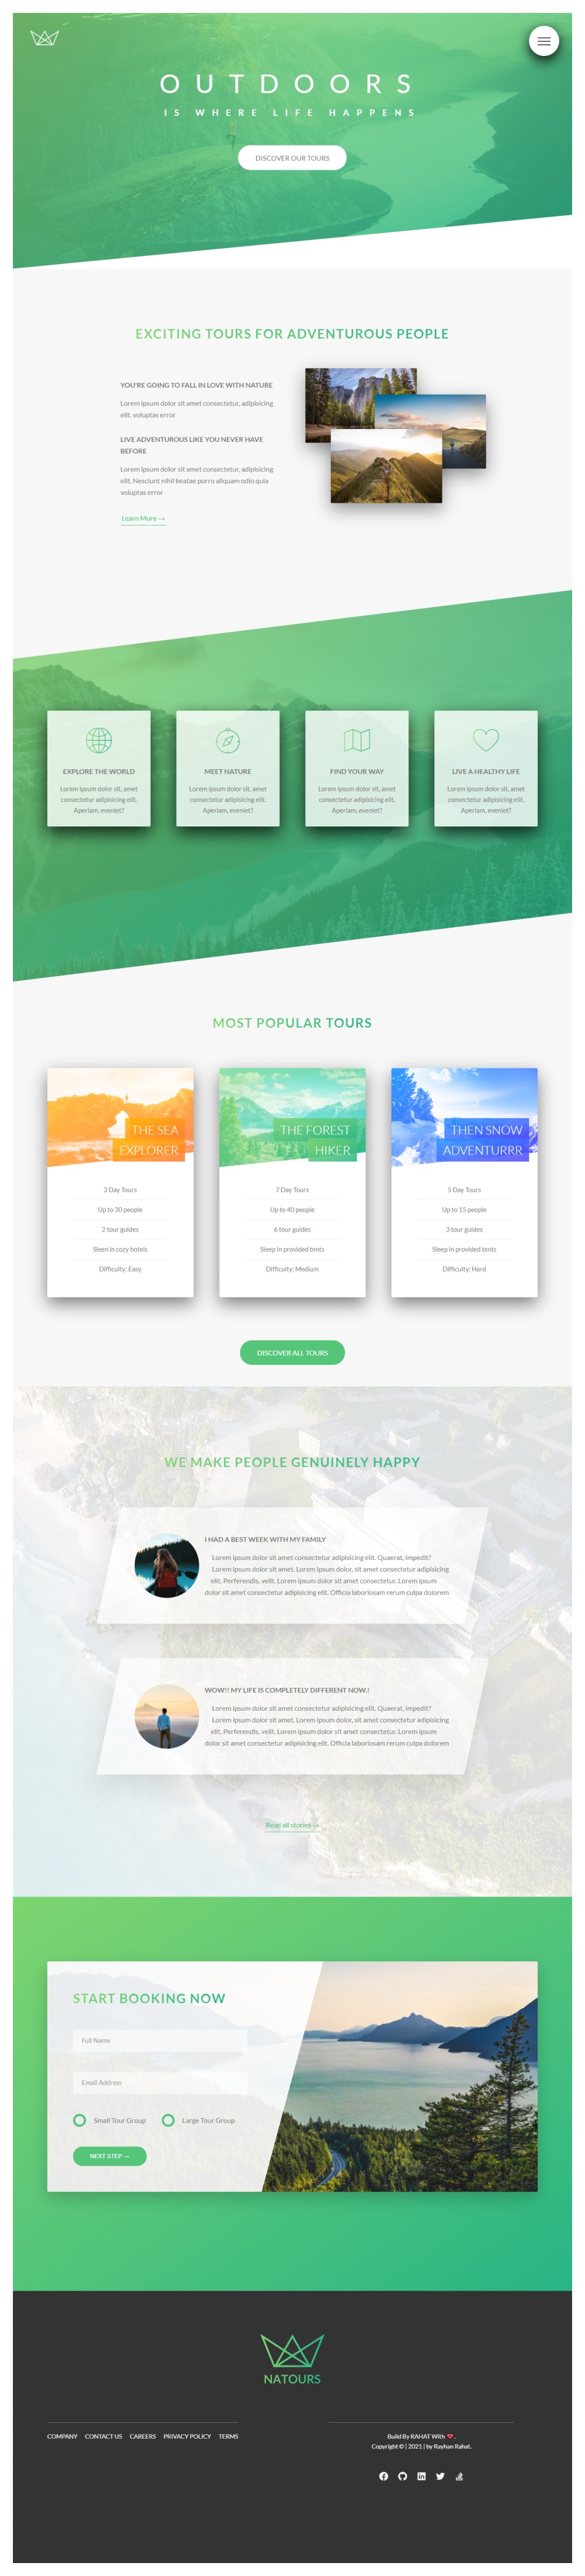 OUTDOORS
IS WHERE LIFE HAPPENS
DISCOVER OUR TOURS
EXCITING TOURS FOR ADVENTUROUS PEOPLE
YOU'RE GOING TO FALL IN LOVE WITH NATURE
Lorem ipsum dolor sit amet consectetur, adipisicing
elit. voluptas error
LIVE ADVENTUROUS LIKE YOU NEVER HAVE
BEFORE
Lorem ipsum dolor sit amet consectetur, adipisicing
elit. Nesciunt nihil beatae porro aliquam odio quia
voluptas error
Learn More →
EXPLORE THE WORLD
Lorem ipsum dolor sit, amet
consectetur adipisicing elit.
Aperiam, eveniet?
MEET NATURE
Lorem ipsum dolor sit, amet
consectetur adipisicing elit.
Aperiam, eveniet?
FIND YOUR WAY
Lorem ipsum dolor sit, amet
consectetur adipisicing elit.
Aperiam, eveniet?
LIVE A HEALTHY LIFE
Lorem ipsum dolor sit, amet
consectetur adipisicing elit.
Aperiam, eveniet?
MOST POPULAR TOURS
THE SEA
EXPLORER
3 Day Tours
Up to 30 people
2 tour guides
Sleen in cozy hotels
Difficulty: Easy
THE FOREST
HIKER
7 Day Tours
Up to 40 people
6 tour guides
Sleep in provided tents
Difficulty: Medium
THEN SNOW
ADVENTURRR
5 Day Tours
Up to 15 people
3 tour guides
Sleep in provided tents
Difficulty: Hard
DISCOVER ALL TOURS
WE MAKE PEOPLE GENUINELY HAPPY
I HAD A BEST WEEK WITH MY FAMILY
Lorem ipsum dolor sit amet consectetur adipisicing elit. Quaerat, impedit?
Lorem ipsum dolor sit amet. Lorem ipsum dolor, sit amet consectetur adipisicing
elit. Perferendis, velit. Lorem ipsum dolor sit amet consectetur. Lorem ipsum
dolor sit amet consectetur adipisicing elit. Officia laboriosam rerum culpa dolorem
WOW!! MY LIFE IS COMPLETELY DIFFERENT NOW.!
Lorem ipsum dolor sit amet consectetur adipisicing elit. Quaerat, impedit?
Lorem ipsum dolor sit amet. Lorem ipsum dolor, sit amet consectetur adipisicing
elit. Perferendis, velit. Lorem ipsum dolor sit amet consectetur. Lorem ipsum
dolor sit amet consectetur adipisicing elit. Officia laboriosam rerum culpa dolorem
Read all stories →
START BOOKING NOW
Full Name
Email Address
Small Tour Group
Large Tour Group
NEXT STEP →
NATOURS
COMPANY CONTACT US CAREERS PRIVACY POLICY TERMS
Build By RAHAT With ❤️ .
Copyright © | 2021 | by Rayhan Rahat.